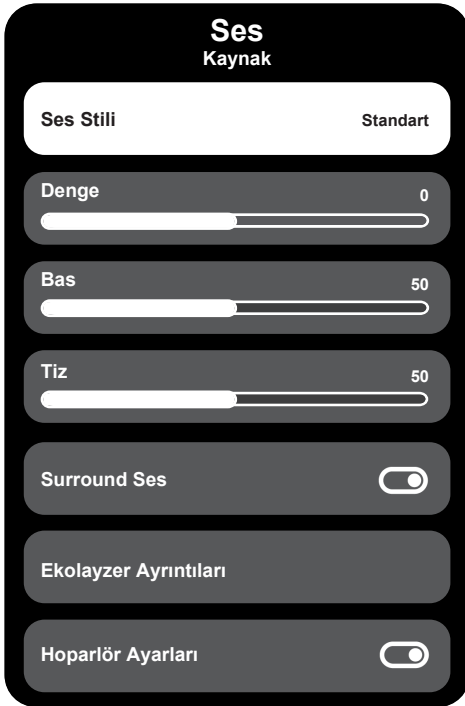 Ses
Kaynak
Ses Stili Standart
Denge 0
Bas 50
Tiz 50
Surround Ses
Ekolayzer Ayrıntıları
Hoparlör Ayarları